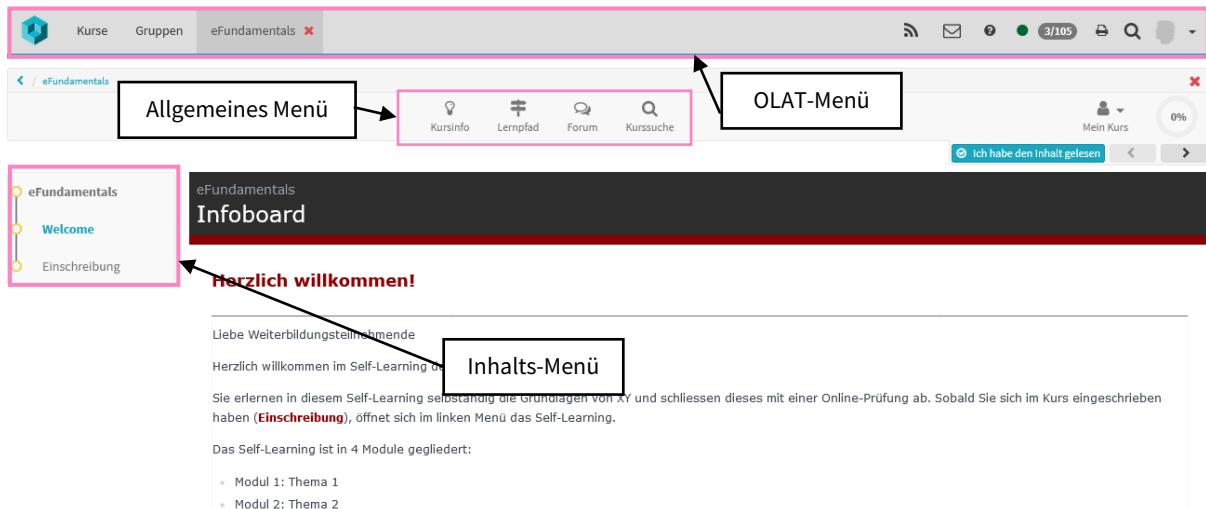 Kurse Gruppen eFundamentals 3/105
/ eFundamentals
Allgemeines Menü
OLAT-Menü
Kursinfo Lernpfad Forum Kurssuche
Mein Kurs
0%
Ich habe den Inhalt gelesen
eFundamentals
Welcome
Einschreibung
eFundamentals
Infoboard
Herzlich willkommen!
Liebe Weiterbildungsteilnehmende
Herzlich willkommen im Self-Learning
Inhalts-Menü
Sie erlernen in diesem Self-Learning selbständig die Grundlagen von XY und schliessen dieses mit einer Online-Prüfung ab. Sobald Sie sich im Kurs eingeschrieben
haben (Einschreibung), öffnet sich im linken Menü das Self-Learning.
Das Self-Learning ist in 4 Module gegliedert:
Modul 1: Thema 1
Modul 2: Thema 2